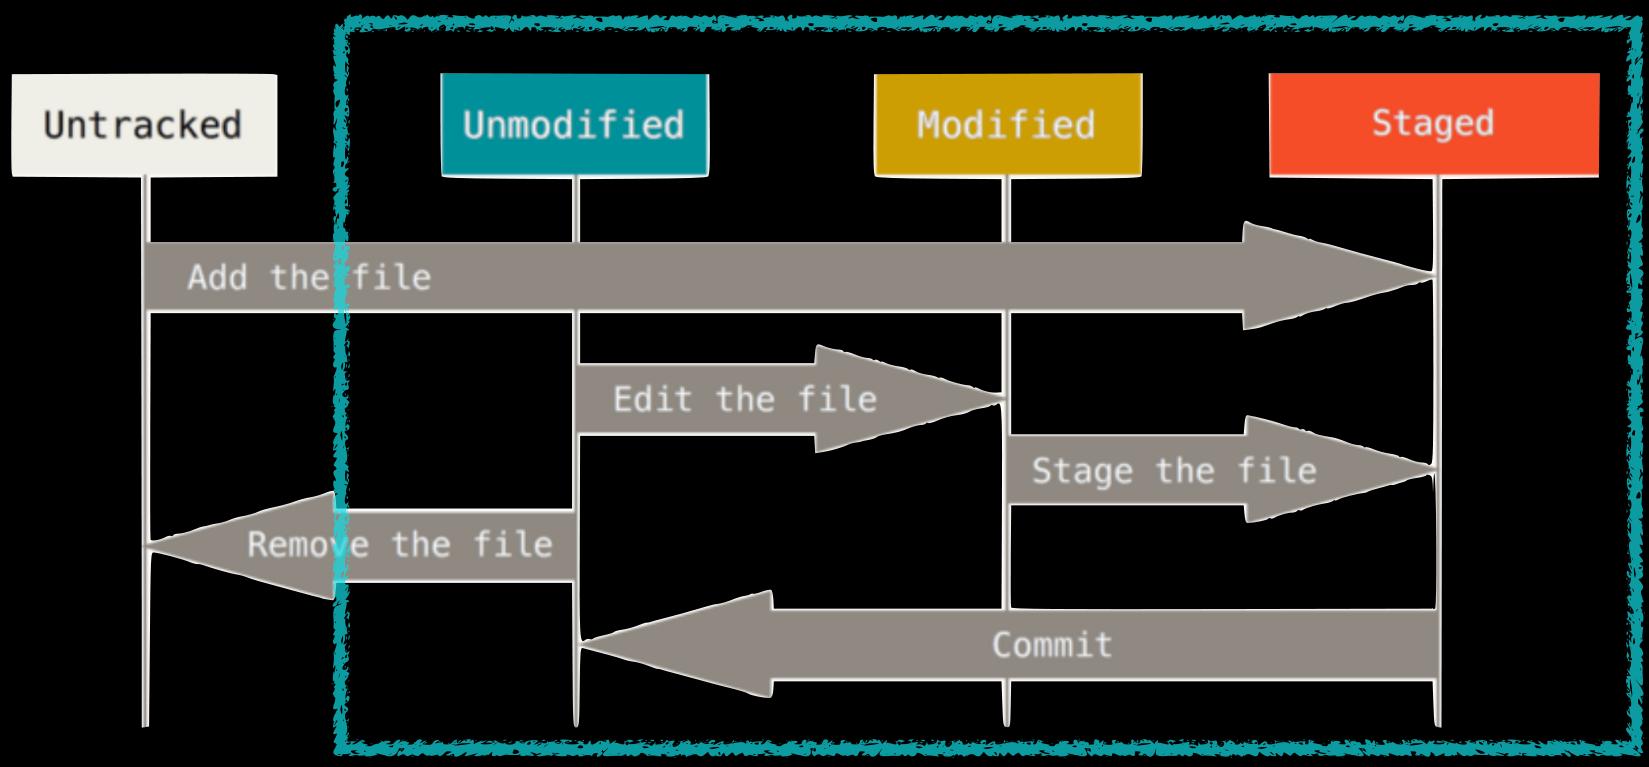 Untracked
Unmodified
Modified
Staged
Add the file
Edit the file
Stage the file
Remove the file
Commit